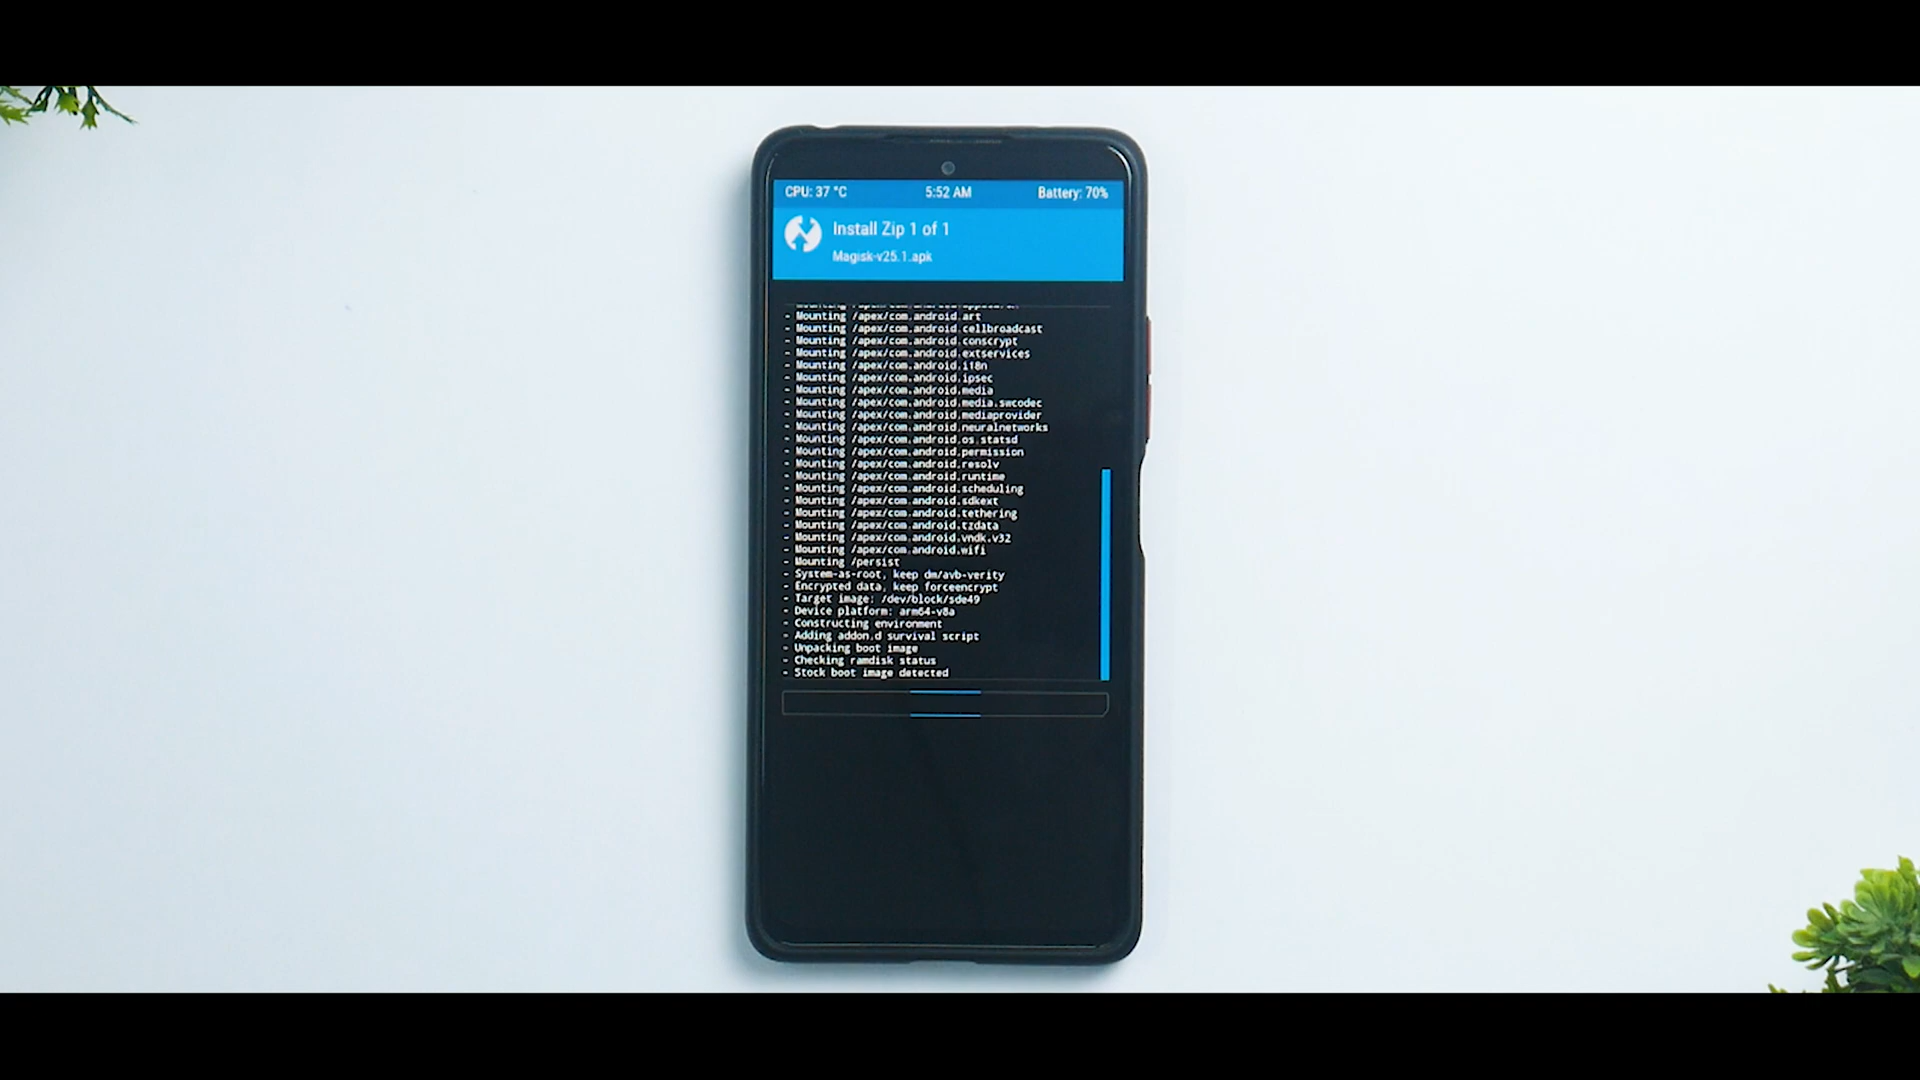 CPU: 37 °C 5:52 AM Battery: 70%
Install Zip 1 of 1
Magisk-v25.1.apk
- Mounting /apex/com.android.art
- Mounting /apex/com.android.cellbroadcast
- Mounting /apex/com.android.conscrypt
- Mounting /apex/com.android.extservices
- Mounting /apex/com.android.i18n
- Mounting /apex/com.android.ipsec
- Mounting /apex/com.android.media
- Mounting /apex/com.android.media.swcodec
- Mounting /apex/com.android.mediaprovider
- Mounting /apex/com.android.neuralnetworks
- Mounting /apex/com.android.os.statsd
- Mounting /apex/com.android.permission
- Mounting /apex/com.android.resolv
- Mounting /apex/com.android.runtime
- Mounting /apex/com.android.scheduling
- Mounting /apex/com.android.sdkext
- Mounting /apex/com.android.tethering
- Mounting /apex/com.android.tzdata
- Mounting /apex/com.android.vndk.v32
- Mounting /apex/com.android.wifi
- Mounting /persist
- System-as-root, keep dm/avb-verity
- Encrypted data, keep forceencrypt
- Target image: /dev/block/sde49
- Device platform: arm64-v8a
- Constructing environment
- Adding addon.d survival script
- Unpacking boot image
- Checking ramdisk status
- Stock boot image detected